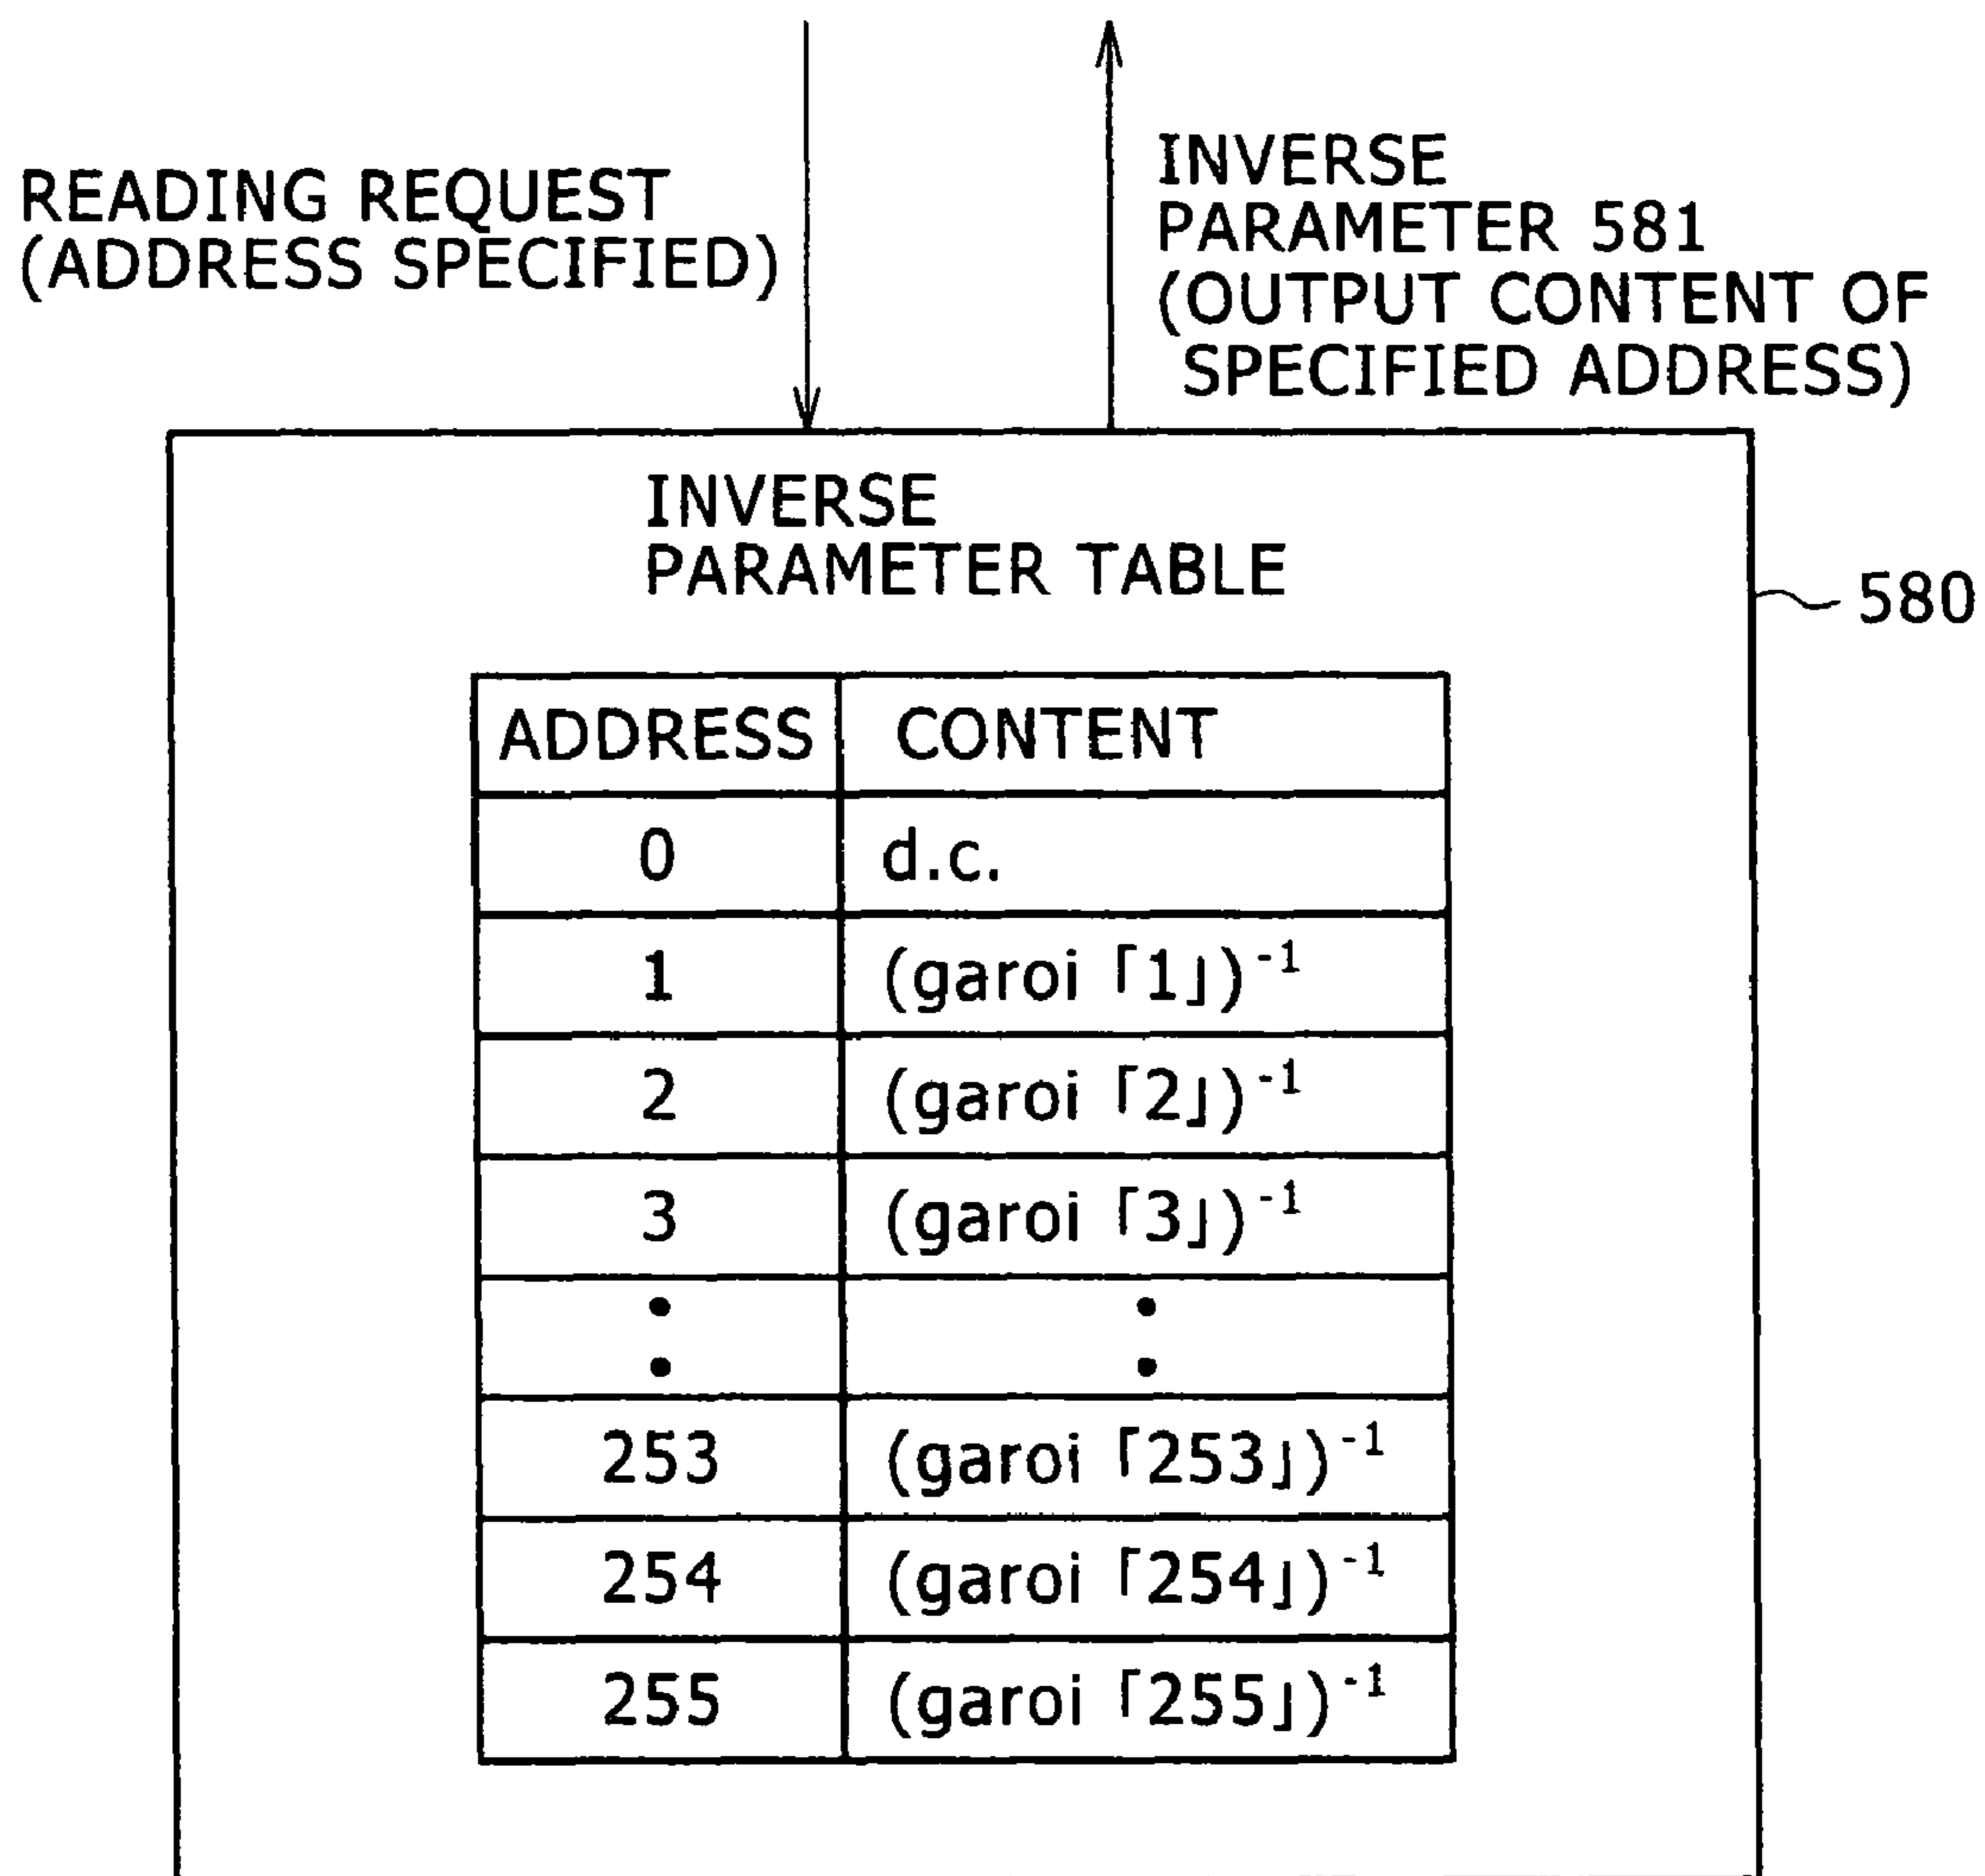 READING REQUEST
(ADDRESS SPECIFIED)
INVERSE
PARAMETER 581
(OUTPUT CONTENT OF
SPECIFIED ADDRESS)
INVERSE
PARAMETER TABLE
580
ADDRESS CONTENT
0 d.c.
1 (garoi「1」)⁻¹
2 (garoi「2」)⁻¹
3 (garoi「3」)⁻¹
253 (garoi「253」)⁻¹
254 (garoi「254」)⁻¹
255 (garoi「255」)⁻¹